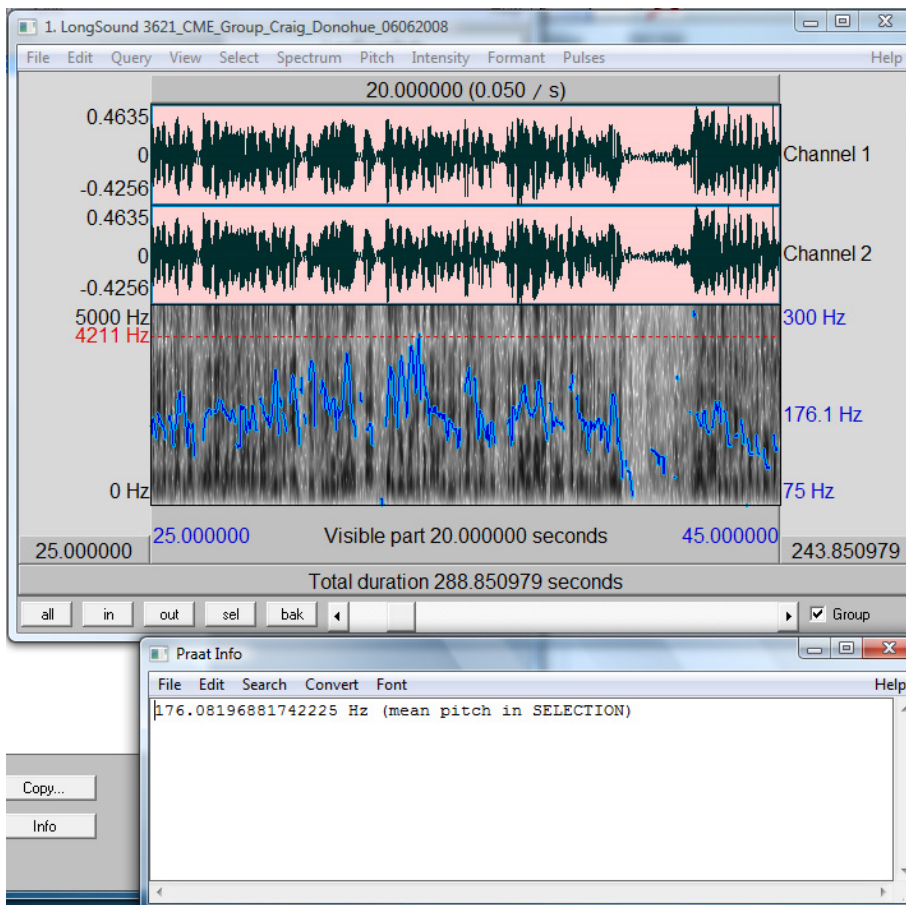 1. LongSound 3621_CME_Group_Craig_Donohue_06062008
File Edit Query View Select Spectrum Pitch Intensity Formant Pulses Help
20.000000 (0.050 / s)
0.4635
0 Channel 1
-0.4256
0.4635
0 Channel 2
-0.4256
5000 Hz 300 Hz
4211 Hz
176.1 Hz
0 Hz 75 Hz
25.000000 25.000000 Visible part 20.000000 seconds 45.000000 243.850979
Total duration 288.850979 seconds
all in out sel bak Group
Praat Info
File Edit Search Convert Font Help
176.08196881742225 Hz (mean pitch in SELECTION)
Copy...
Info